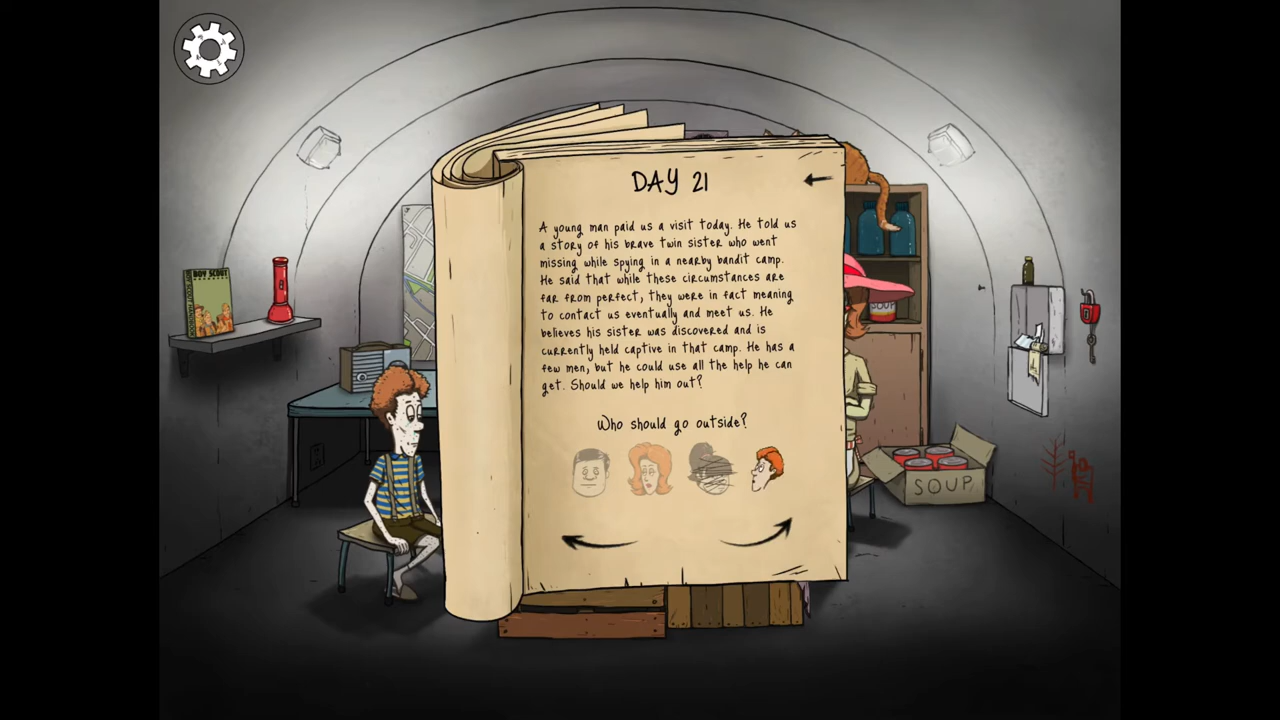 DAY 21
A young man paid us a visit today. He told us
a story of his brave twin sister who went
missing while spying in a nearby bandit camp.
He said that while these circumstances are
far from perfect, they were in fact meaning
to contact us eventually and meet us. He
believes his sister was discovered and is
currently held captive in that camp. He has a
few men, but he could use all the help he can
get. Should we help him out?
Who should go outside?
BOY SCOUT
SOUP
SOUP